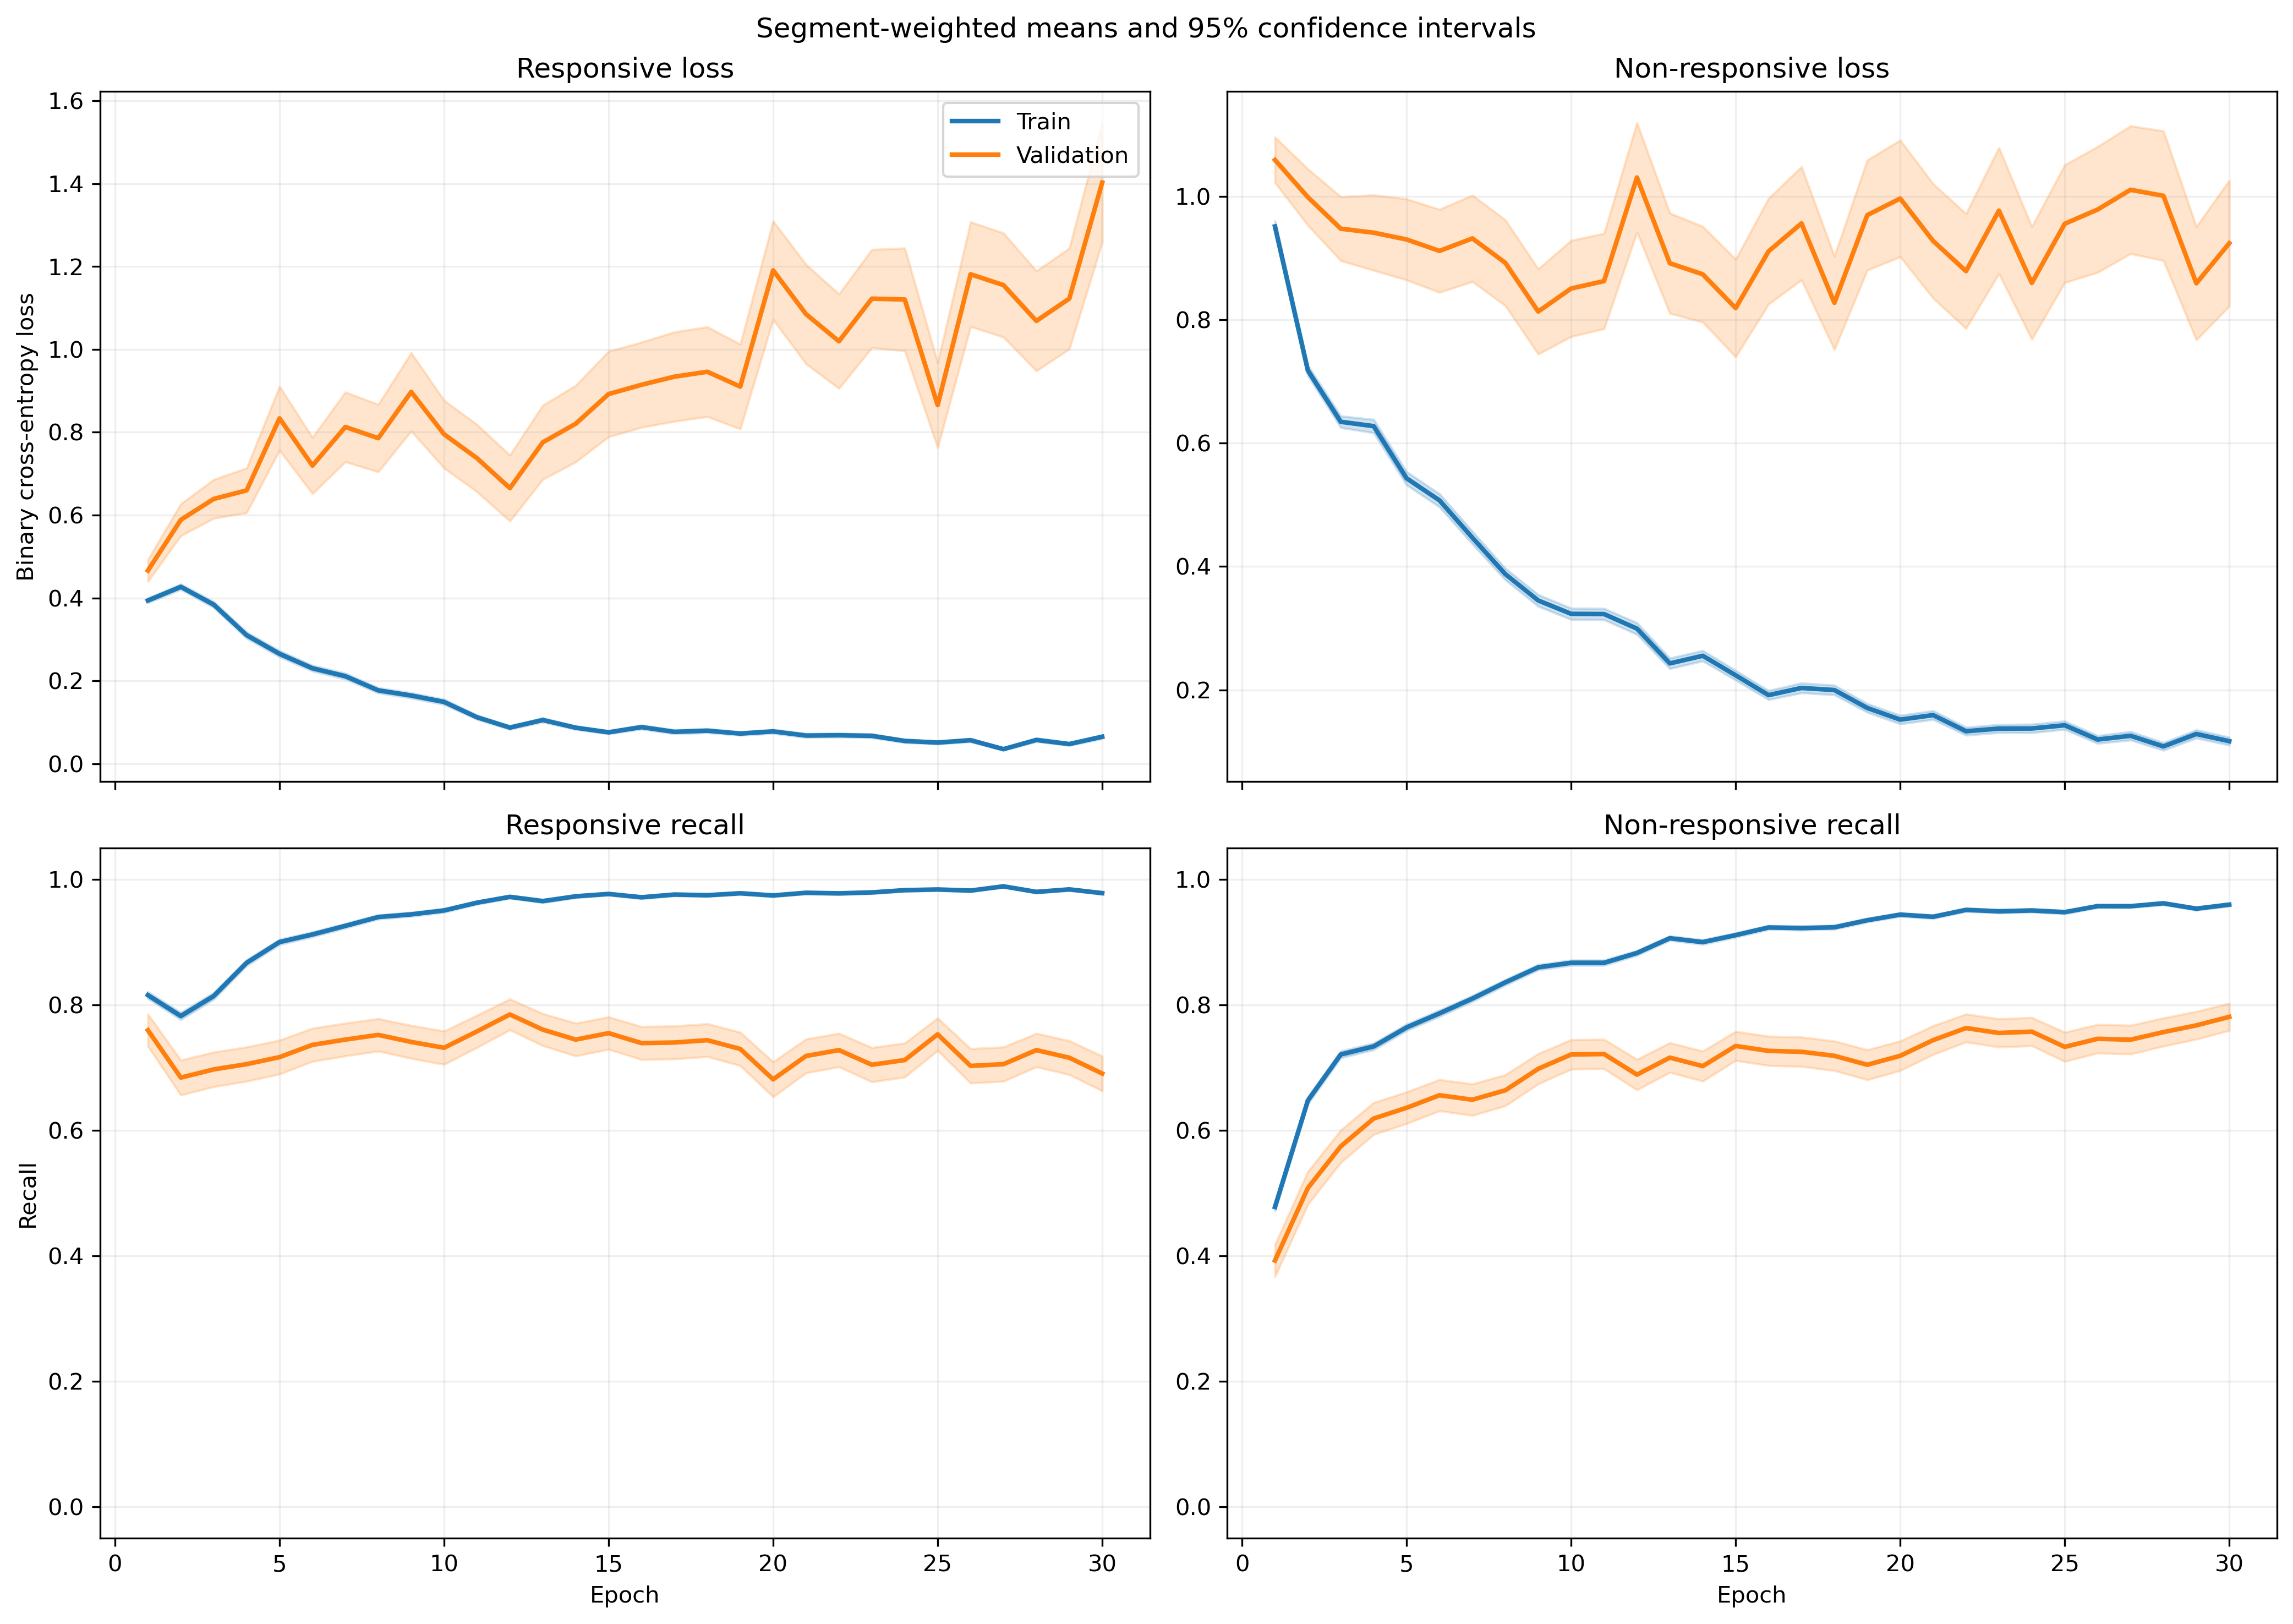 Segment-weighted means and 95% confidence intervals
Responsive loss
Non-responsive loss
Train
Validation
1.6
1.4
1.2
1.0
0.8
0.6
0.4
0.2
0.0
Binary cross-entropy loss
1.0
0.8
0.6
0.4
0.2
Responsive recall
Non-responsive recall
1.0
0.8
0.6
0.4
0.2
0.0
Recall
0 5 10 15 20 25 30
Epoch
1.0
0.8
0.6
0.4
0.2
0.0
0 5 10 15 20 25 30
Epoch